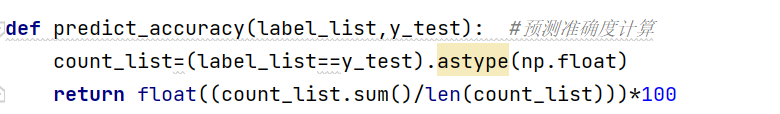 def predict_accuracy(label_list,y_test):  #预测准确度计算
    count_list=(label_list==y_test).astype(np.float)
    return float((count_list.sum()/len(count_list)))*100